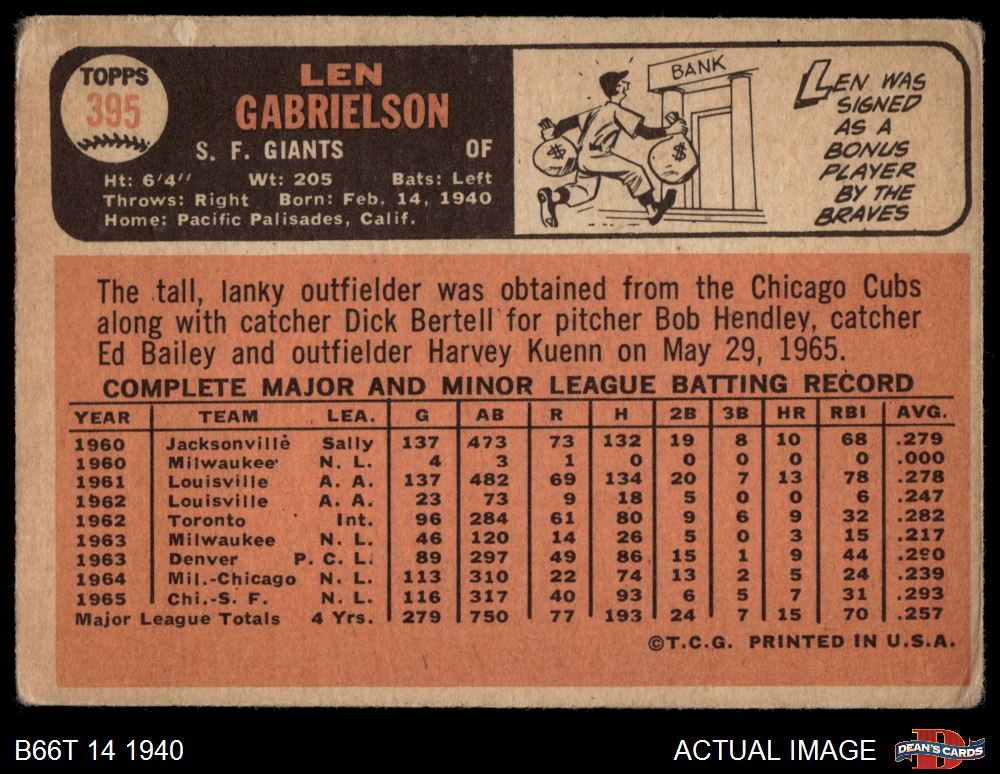 TOPPS
395
LEN
GABRIELSON
S. F. GIANTS OF
Ht: 6'4" Wt: 205 Bats: Left
Throws: Right Born: Feb. 14, 1940
Home: Pacific Palisades, Calif.
BANK
$ $
LEN WAS
SIGNED
AS A
BONUS
PLAYER
BY THE
BRAVES
The tall, lanky outfielder was obtained from the Chicago Cubs
along with catcher Dick Bertell for pitcher Bob Hendley, catcher
Ed Bailey and outfielder Harvey Kuenn on May 29, 1965.
COMPLETE MAJOR AND MINOR LEAGUE BATTING RECORD
YEAR TEAM LEA. G AB R H 2B 3B HR RBI AVG.
1960 Jacksonville Sally 137 473 73 132 19 8 10 68 .279
1960 Milwaukee N. L. 4 3 1 0 0 0 0 0 .000
1961 Louisville A. A. 137 482 69 134 20 7 13 78 .278
1962 Louisville A. A. 23 73 9 18 5 0 0 6 .247
1962 Toronto Int. 96 284 61 80 9 6 9 32 .282
1963 Milwaukee N. L. 46 120 14 26 5 0 3 15 .217
1963 Denver P. C. L. 89 297 49 86 15 1 9 44 .290
1964 Mil.-Chicago N. L. 113 310 22 74 13 2 5 24 .239
1965 Chi.-S. F. N. L. 116 317 40 93 6 5 7 31 .293
Major League Totals 4 Yrs. 279 750 77 193 24 7 15 70 .257
©T.C.G. PRINTED IN U.S.A.
B66T 14 1940 ACTUAL IMAGE DEAN'S CARDS